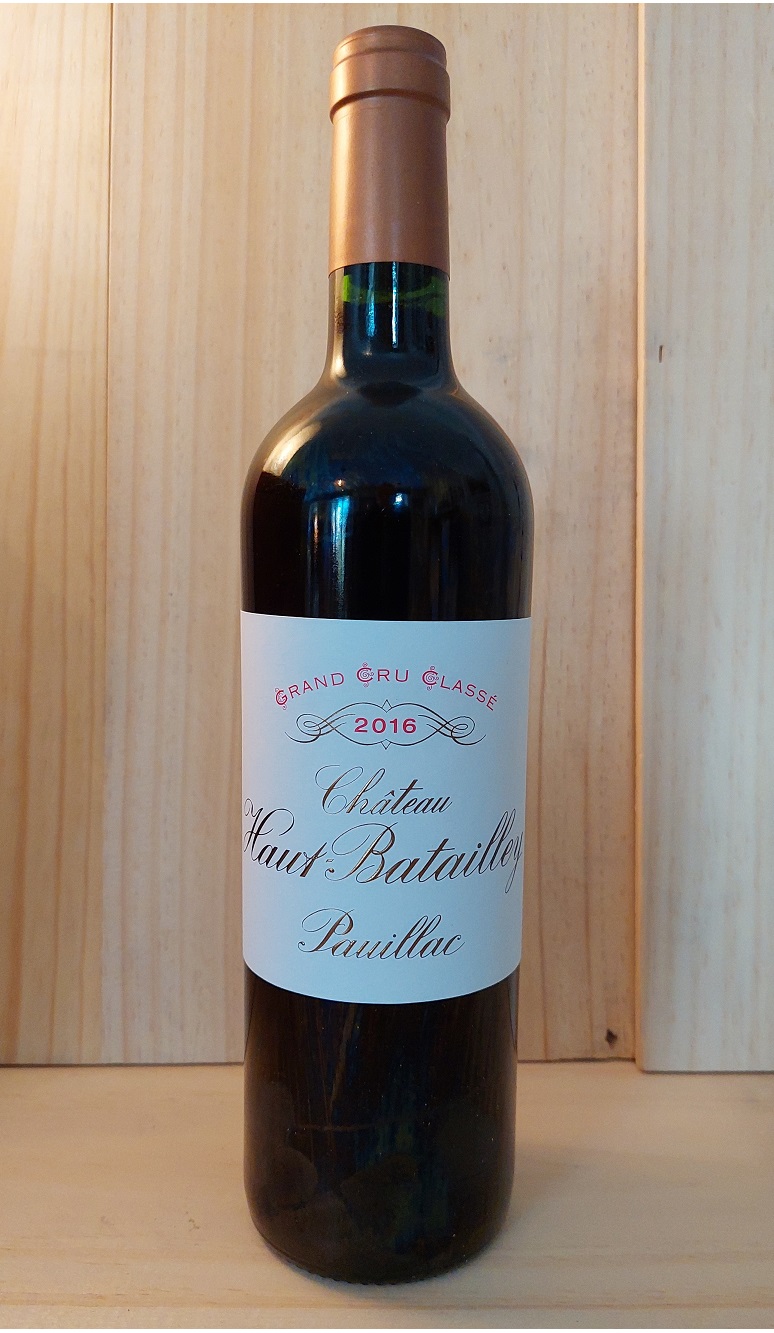 GRAND CRU CLASSÉ
2016
Château
Haut-Batailley
Pauillac